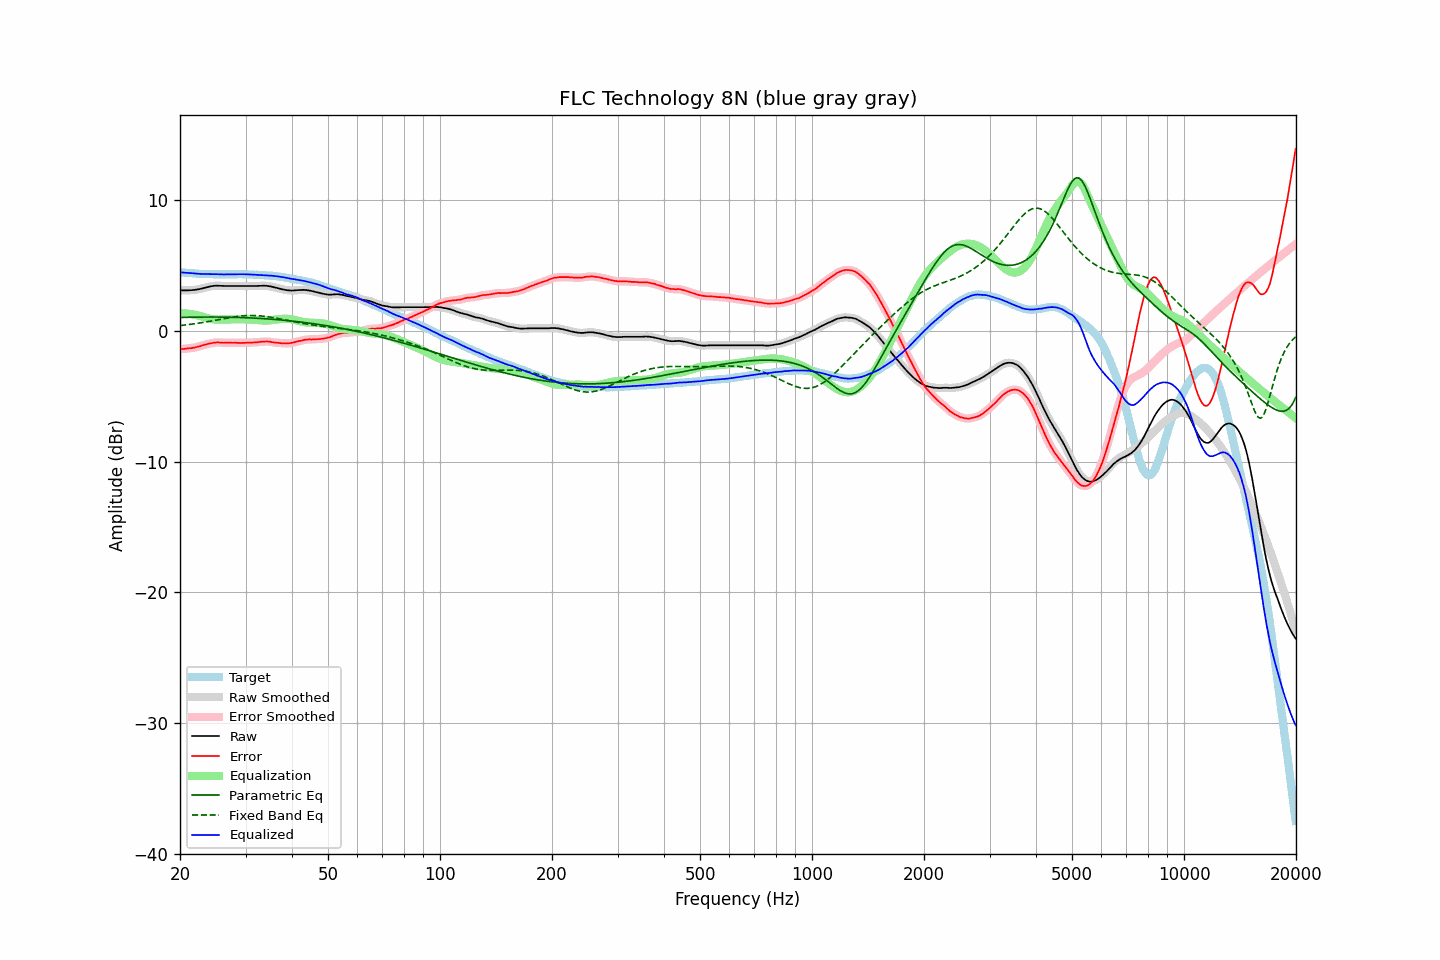 FLC Technology 8N (blue gray gray)
Amplitude (dBr)
10
0
−10
−20
−30
−40
Target
Raw Smoothed
Error Smoothed
Raw
Error
Equalization
Parametric Eq
Fixed Band Eq
Equalized
20 50 100 200 500 1000 2000 5000 10000 20000
Frequency (Hz)